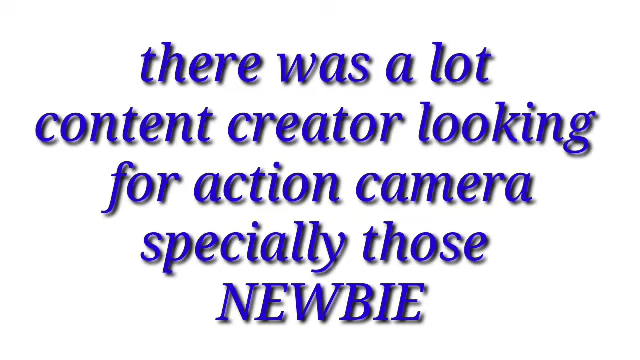 there was a lot
content creator looking
for action camera
specially those
NEWBIE